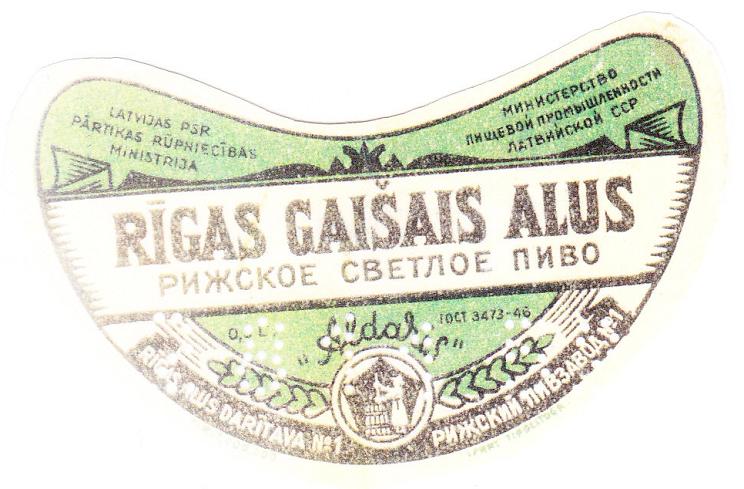 LATVIJAS PSR
PĀRTIKAS RŪPNIECĪBAS
MINISTRIJA
МИНИСТЕРСТВО
ПИЩЕВОЙ ПРОМЫШЛЕННОСТИ
ЛАТВИЙСКОЙ ССР
RĪGAS GAIŠAIS ALUS
РИЖСКОЕ СВЕТЛОЕ ПИВО
„Aldaris"
ГОСТ 3473-46
RĪGAS ALUS DARĪTAVA №1
РИЖСКИЙ ПИВЗАВОД №1